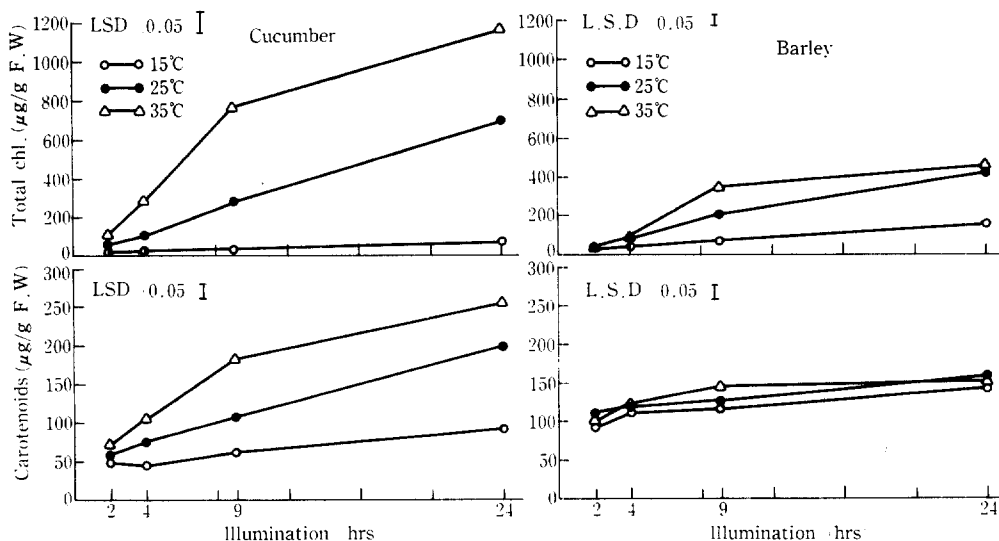 Total chl. (μg/g F.W)
1200
1000
800
600
400
200
0
LSD 0.05
Cucumber
15℃
25℃
35℃
1200
1000
800
600
400
200
0
L.S.D 0.05
Barley
15℃
25℃
35℃
Carotenoids (μg/g F.W)
300
250
200
150
100
50
0
LSD 0.05
2 4 9 24
Illumination hrs
300
250
200
150
100
50
0
L.S.D 0.05
2 4 9 24
Illumination hrs